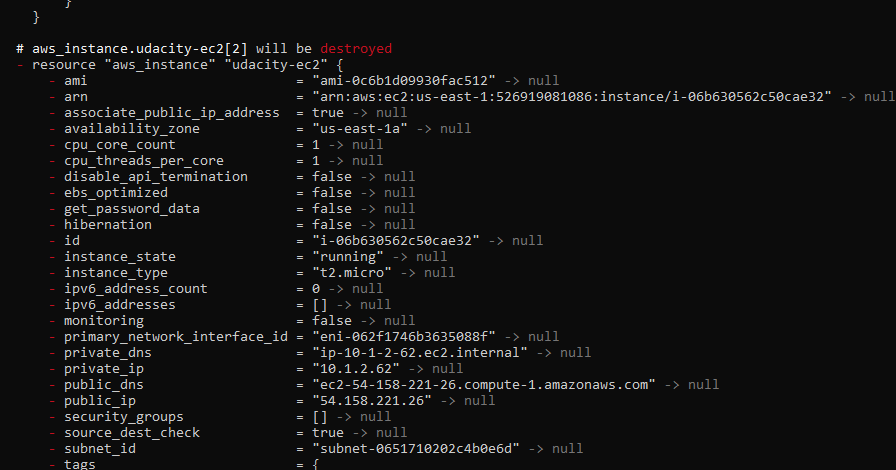 }
}
# aws_instance.udacity-ec2[2] will be destroyed
- resource "aws_instance" "udacity-ec2" {
- ami = "ami-0c6b1d09930fac512" -> null
- arn = "arn:aws:ec2:us-east-1:526919081086:instance/i-06b630562c50cae32" -> null
- associate_public_ip_address = true -> null
- availability_zone = "us-east-1a" -> null
- cpu_core_count = 1 -> null
- cpu_threads_per_core = 1 -> null
- disable_api_termination = false -> null
- ebs_optimized = false -> null
- get_password_data = false -> null
- hibernation = false -> null
- id = "i-06b630562c50cae32" -> null
- instance_state = "running" -> null
- instance_type = "t2.micro" -> null
- ipv6_address_count = 0 -> null
- ipv6_addresses = [] -> null
- monitoring = false -> null
- primary_network_interface_id = "eni-062f1746b3635088f" -> null
- private_dns = "ip-10-1-2-62.ec2.internal" -> null
- private_ip = "10.1.2.62" -> null
- public_dns = "ec2-54-158-221-26.compute-1.amazonaws.com" -> null
- public_ip = "54.158.221.26" -> null
- security_groups = [] -> null
- source_dest_check = true -> null
- subnet_id = "subnet-0651710202c4b0e6d" -> null
- tags = {